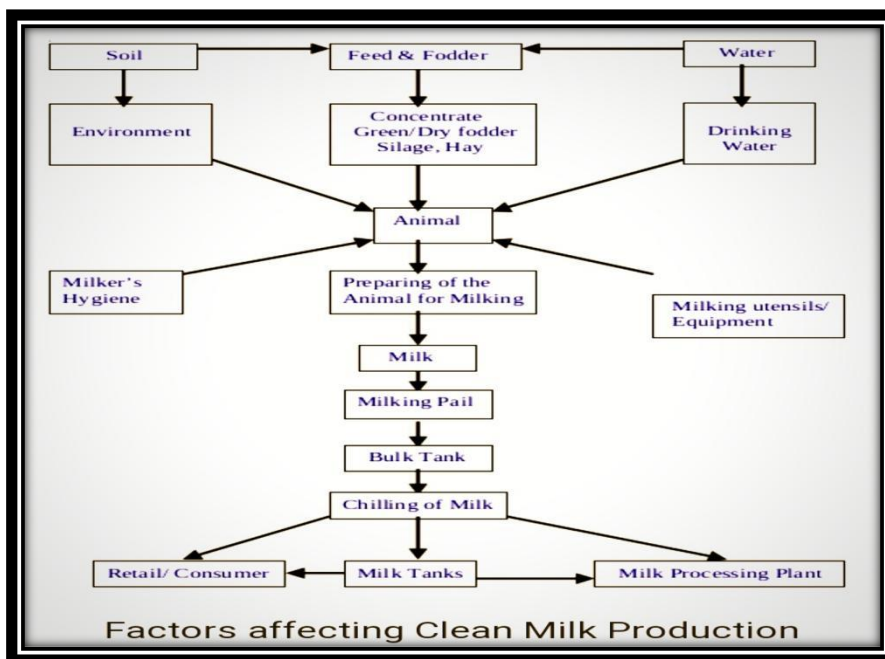 Soil
Feed & Fodder
Water
Environment
Concentrate
Green/Dry fodder
Silage, Hay
Drinking
Water
Animal
Milker's
Hygiene
Preparing of the
Animal for Milking
Milking utensils/
Equipment
Milk
Milking Pail
Bulk Tank
Chilling of Milk
Retail/ Consumer
Milk Tanks
Milk Processing Plant
Factors affecting Clean Milk Production